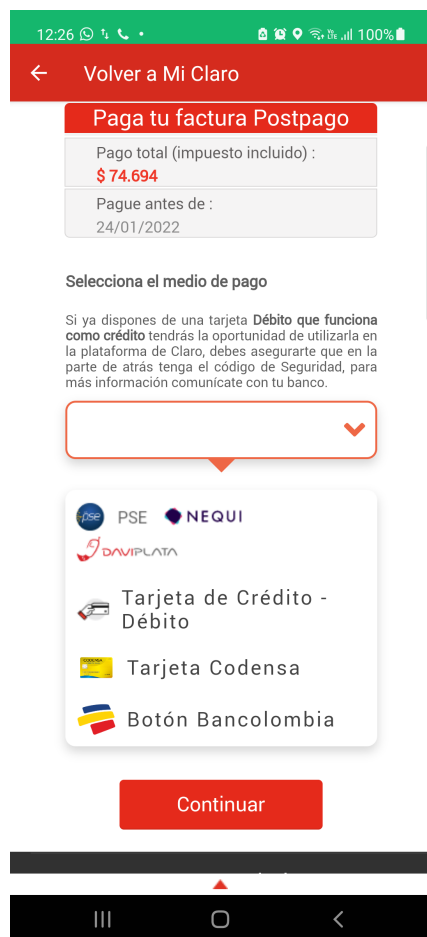 12:26 100%
Volver a Mi Claro
Paga tu factura Postpago
Pago total (impuesto incluido) :
$ 74.694
Pague antes de :
24/01/2022
Selecciona el medio de pago
Si ya dispones de una tarjeta Débito que funciona
como crédito tendrás la oportunidad de utilizarla en
la plataforma de Claro, debes asegurarte que en la
parte de atrás tenga el código de Seguridad, para
más información comunícate con tu banco.
pse PSE NEQUI
DAVIPLATA
Tarjeta de Crédito -
Débito
CODENSA Tarjeta Codensa
Botón Bancolombia
Continuar